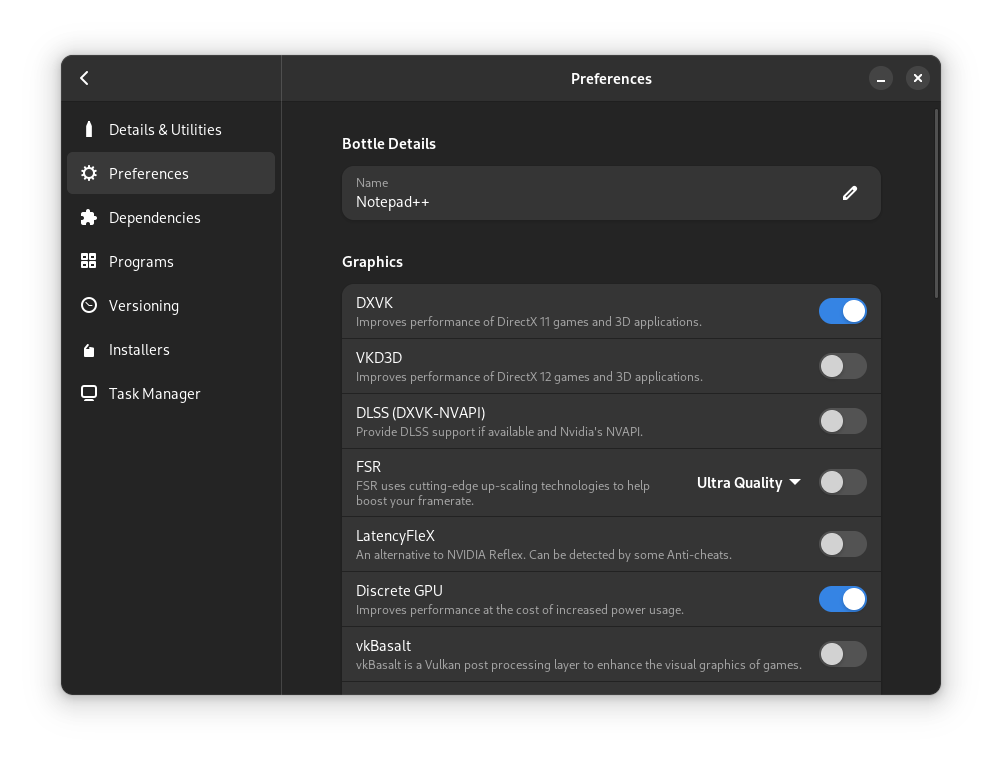 Preferences
Details & Utilities
Preferences
Dependencies
Programs
Versioning
Installers
Task Manager
Bottle Details
Name
Notepad++
Graphics
DXVK
Improves performance of DirectX 11 games and 3D applications.
VKD3D
Improves performance of DirectX 12 games and 3D applications.
DLSS (DXVK-NVAPI)
Provide DLSS support if available and Nvidia's NVAPI.
FSR
FSR uses cutting-edge up-scaling technologies to help
boost your framerate.
Ultra Quality
LatencyFleX
An alternative to NVIDIA Reflex. Can be detected by some Anti-cheats.
Discrete GPU
Improves performance at the cost of increased power usage.
vkBasalt
vkBasalt is a Vulkan post processing layer to enhance the visual graphics of games.